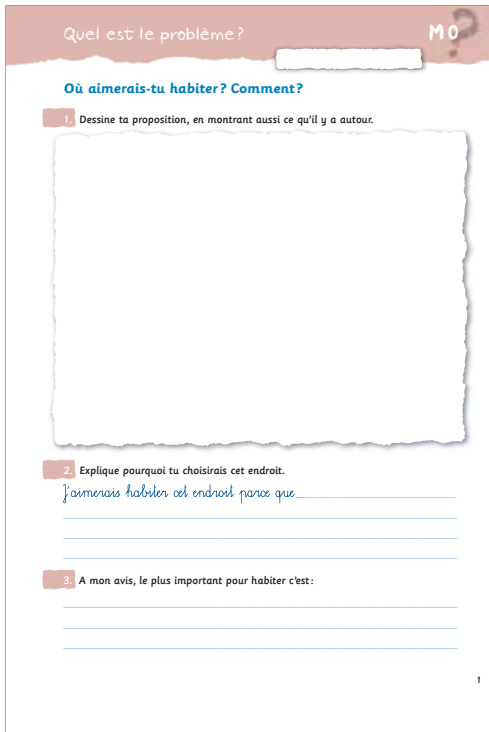 Quel est le problème?
M 0 ?
Où aimerais-tu habiter? Comment?
1. Dessine ta proposition, en montrant aussi ce qu'il y a autour.
2. Explique pourquoi tu choisirais cet endroit.
J'aimerais habiter cet endroit parce que
3. A mon avis, le plus important pour habiter c'est:
1